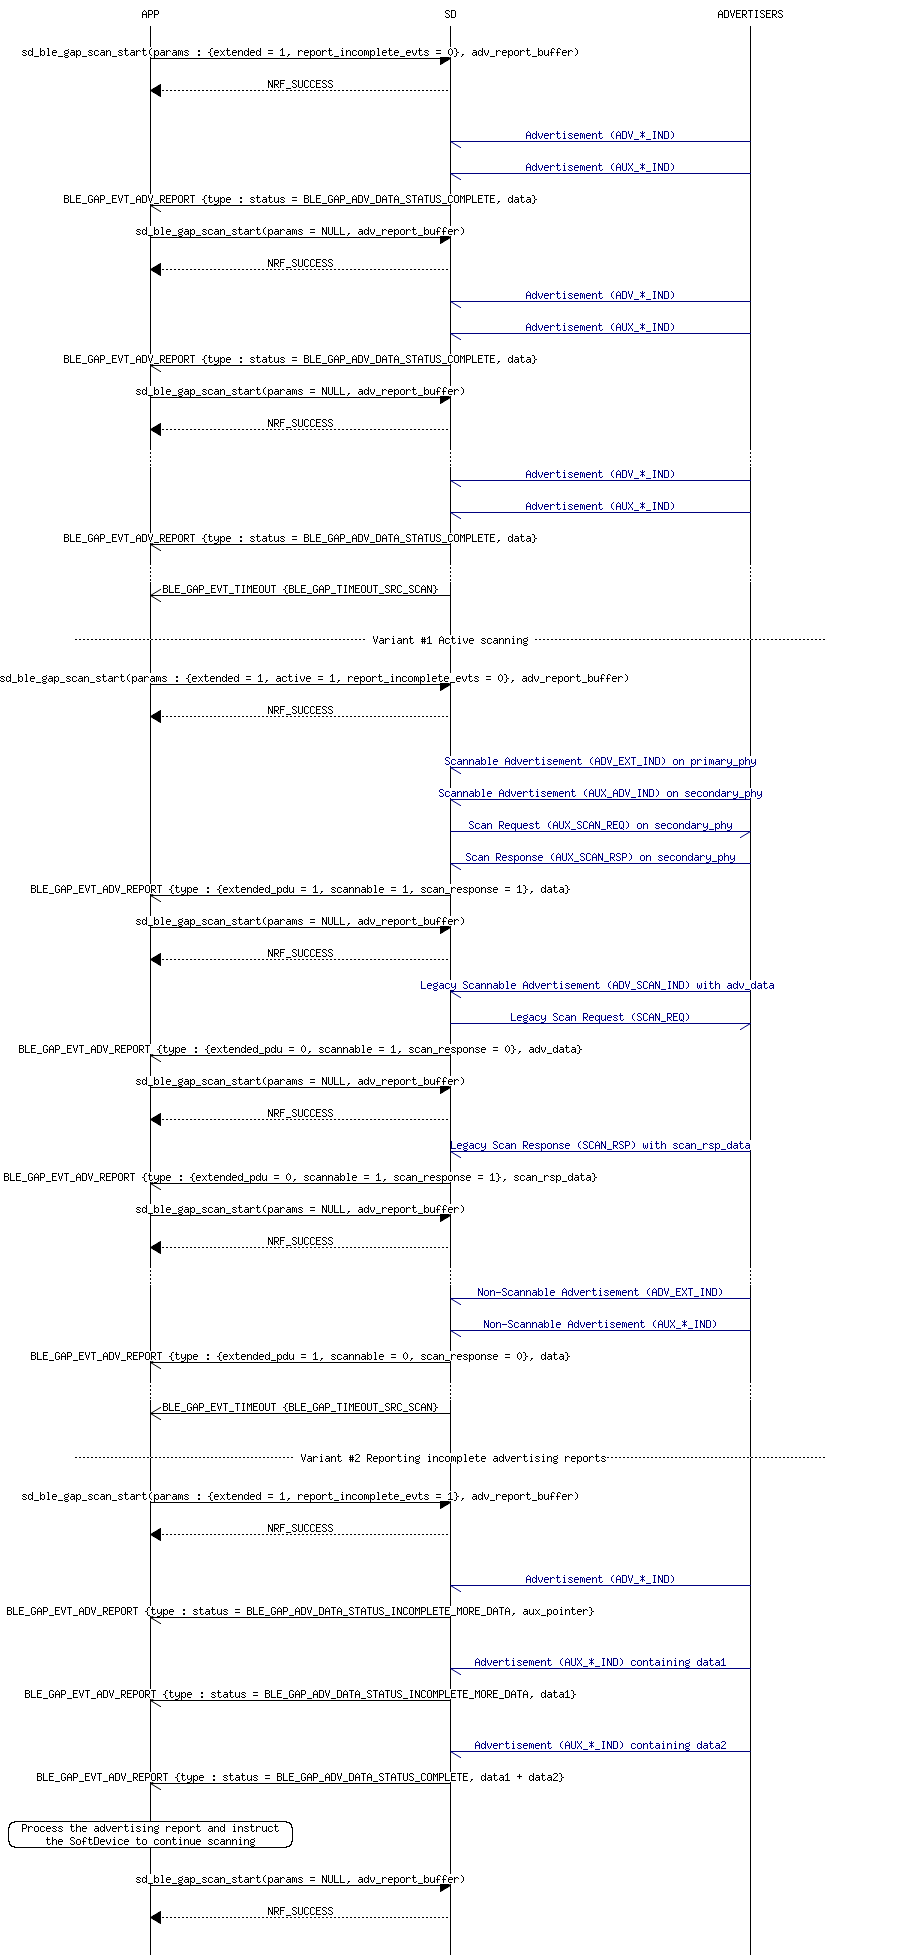 APP SD ADVERTISERS
sd_ble_gap_scan_start(params : {extended = 1, report_incomplete_evts = 0}, adv_report_buffer)
NRF_SUCCESS
Advertisement (ADV_*_IND)
Advertisement (AUX_*_IND)
BLE_GAP_EVT_ADV_REPORT {type : status = BLE_GAP_ADV_DATA_STATUS_COMPLETE, data}
sd_ble_gap_scan_start(params = NULL, adv_report_buffer)
NRF_SUCCESS
Advertisement (ADV_*_IND)
Advertisement (AUX_*_IND)
BLE_GAP_EVT_ADV_REPORT {type : status = BLE_GAP_ADV_DATA_STATUS_COMPLETE, data}
sd_ble_gap_scan_start(params = NULL, adv_report_buffer)
NRF_SUCCESS
Advertisement (ADV_*_IND)
Advertisement (AUX_*_IND)
BLE_GAP_EVT_ADV_REPORT {type : status = BLE_GAP_ADV_DATA_STATUS_COMPLETE, data}
BLE_GAP_EVT_TIMEOUT {BLE_GAP_TIMEOUT_SRC_SCAN}
Variant #1 Active scanning
sd_ble_gap_scan_start(params : {extended = 1, active = 1, report_incomplete_evts = 0}, adv_report_buffer)
NRF_SUCCESS
Scannable Advertisement (ADV_EXT_IND) on primary_phy
Scannable Advertisement (AUX_ADV_IND) on secondary_phy
Scan Request (AUX_SCAN_REQ) on secondary_phy
Scan Response (AUX_SCAN_RSP) on secondary_phy
BLE_GAP_EVT_ADV_REPORT {type : {extended_pdu = 1, scannable = 1, scan_response = 1}, data}
sd_ble_gap_scan_start(params = NULL, adv_report_buffer)
NRF_SUCCESS
Legacy Scannable Advertisement (ADV_SCAN_IND) with adv_data
Legacy Scan Request (SCAN_REQ)
BLE_GAP_EVT_ADV_REPORT {type : {extended_pdu = 0, scannable = 1, scan_response = 0}, adv_data}
sd_ble_gap_scan_start(params = NULL, adv_report_buffer)
NRF_SUCCESS
Legacy Scan Response (SCAN_RSP) with scan_rsp_data
BLE_GAP_EVT_ADV_REPORT {type : {extended_pdu = 0, scannable = 1, scan_response = 1}, scan_rsp_data}
sd_ble_gap_scan_start(params = NULL, adv_report_buffer)
NRF_SUCCESS
Non-Scannable Advertisement (ADV_EXT_IND)
Non-Scannable Advertisement (AUX_*_IND)
BLE_GAP_EVT_ADV_REPORT {type : {extended_pdu = 1, scannable = 0, scan_response = 0}, data}
BLE_GAP_EVT_TIMEOUT {BLE_GAP_TIMEOUT_SRC_SCAN}
Variant #2 Reporting incomplete advertising reports
sd_ble_gap_scan_start(params : {extended = 1, report_incomplete_evts = 1}, adv_report_buffer)
NRF_SUCCESS
Advertisement (ADV_*_IND)
BLE_GAP_EVT_ADV_REPORT {type : status = BLE_GAP_ADV_DATA_STATUS_INCOMPLETE_MORE_DATA, aux_pointer}
Advertisement (AUX_*_IND) containing data1
BLE_GAP_EVT_ADV_REPORT {type : status = BLE_GAP_ADV_DATA_STATUS_INCOMPLETE_MORE_DATA, data1}
Advertisement (AUX_*_IND) containing data2
BLE_GAP_EVT_ADV_REPORT {type : status = BLE_GAP_ADV_DATA_STATUS_COMPLETE, data1 + data2}
Process the advertising report and instruct
the SoftDevice to continue scanning
sd_ble_gap_scan_start(params = NULL, adv_report_buffer)
NRF_SUCCESS